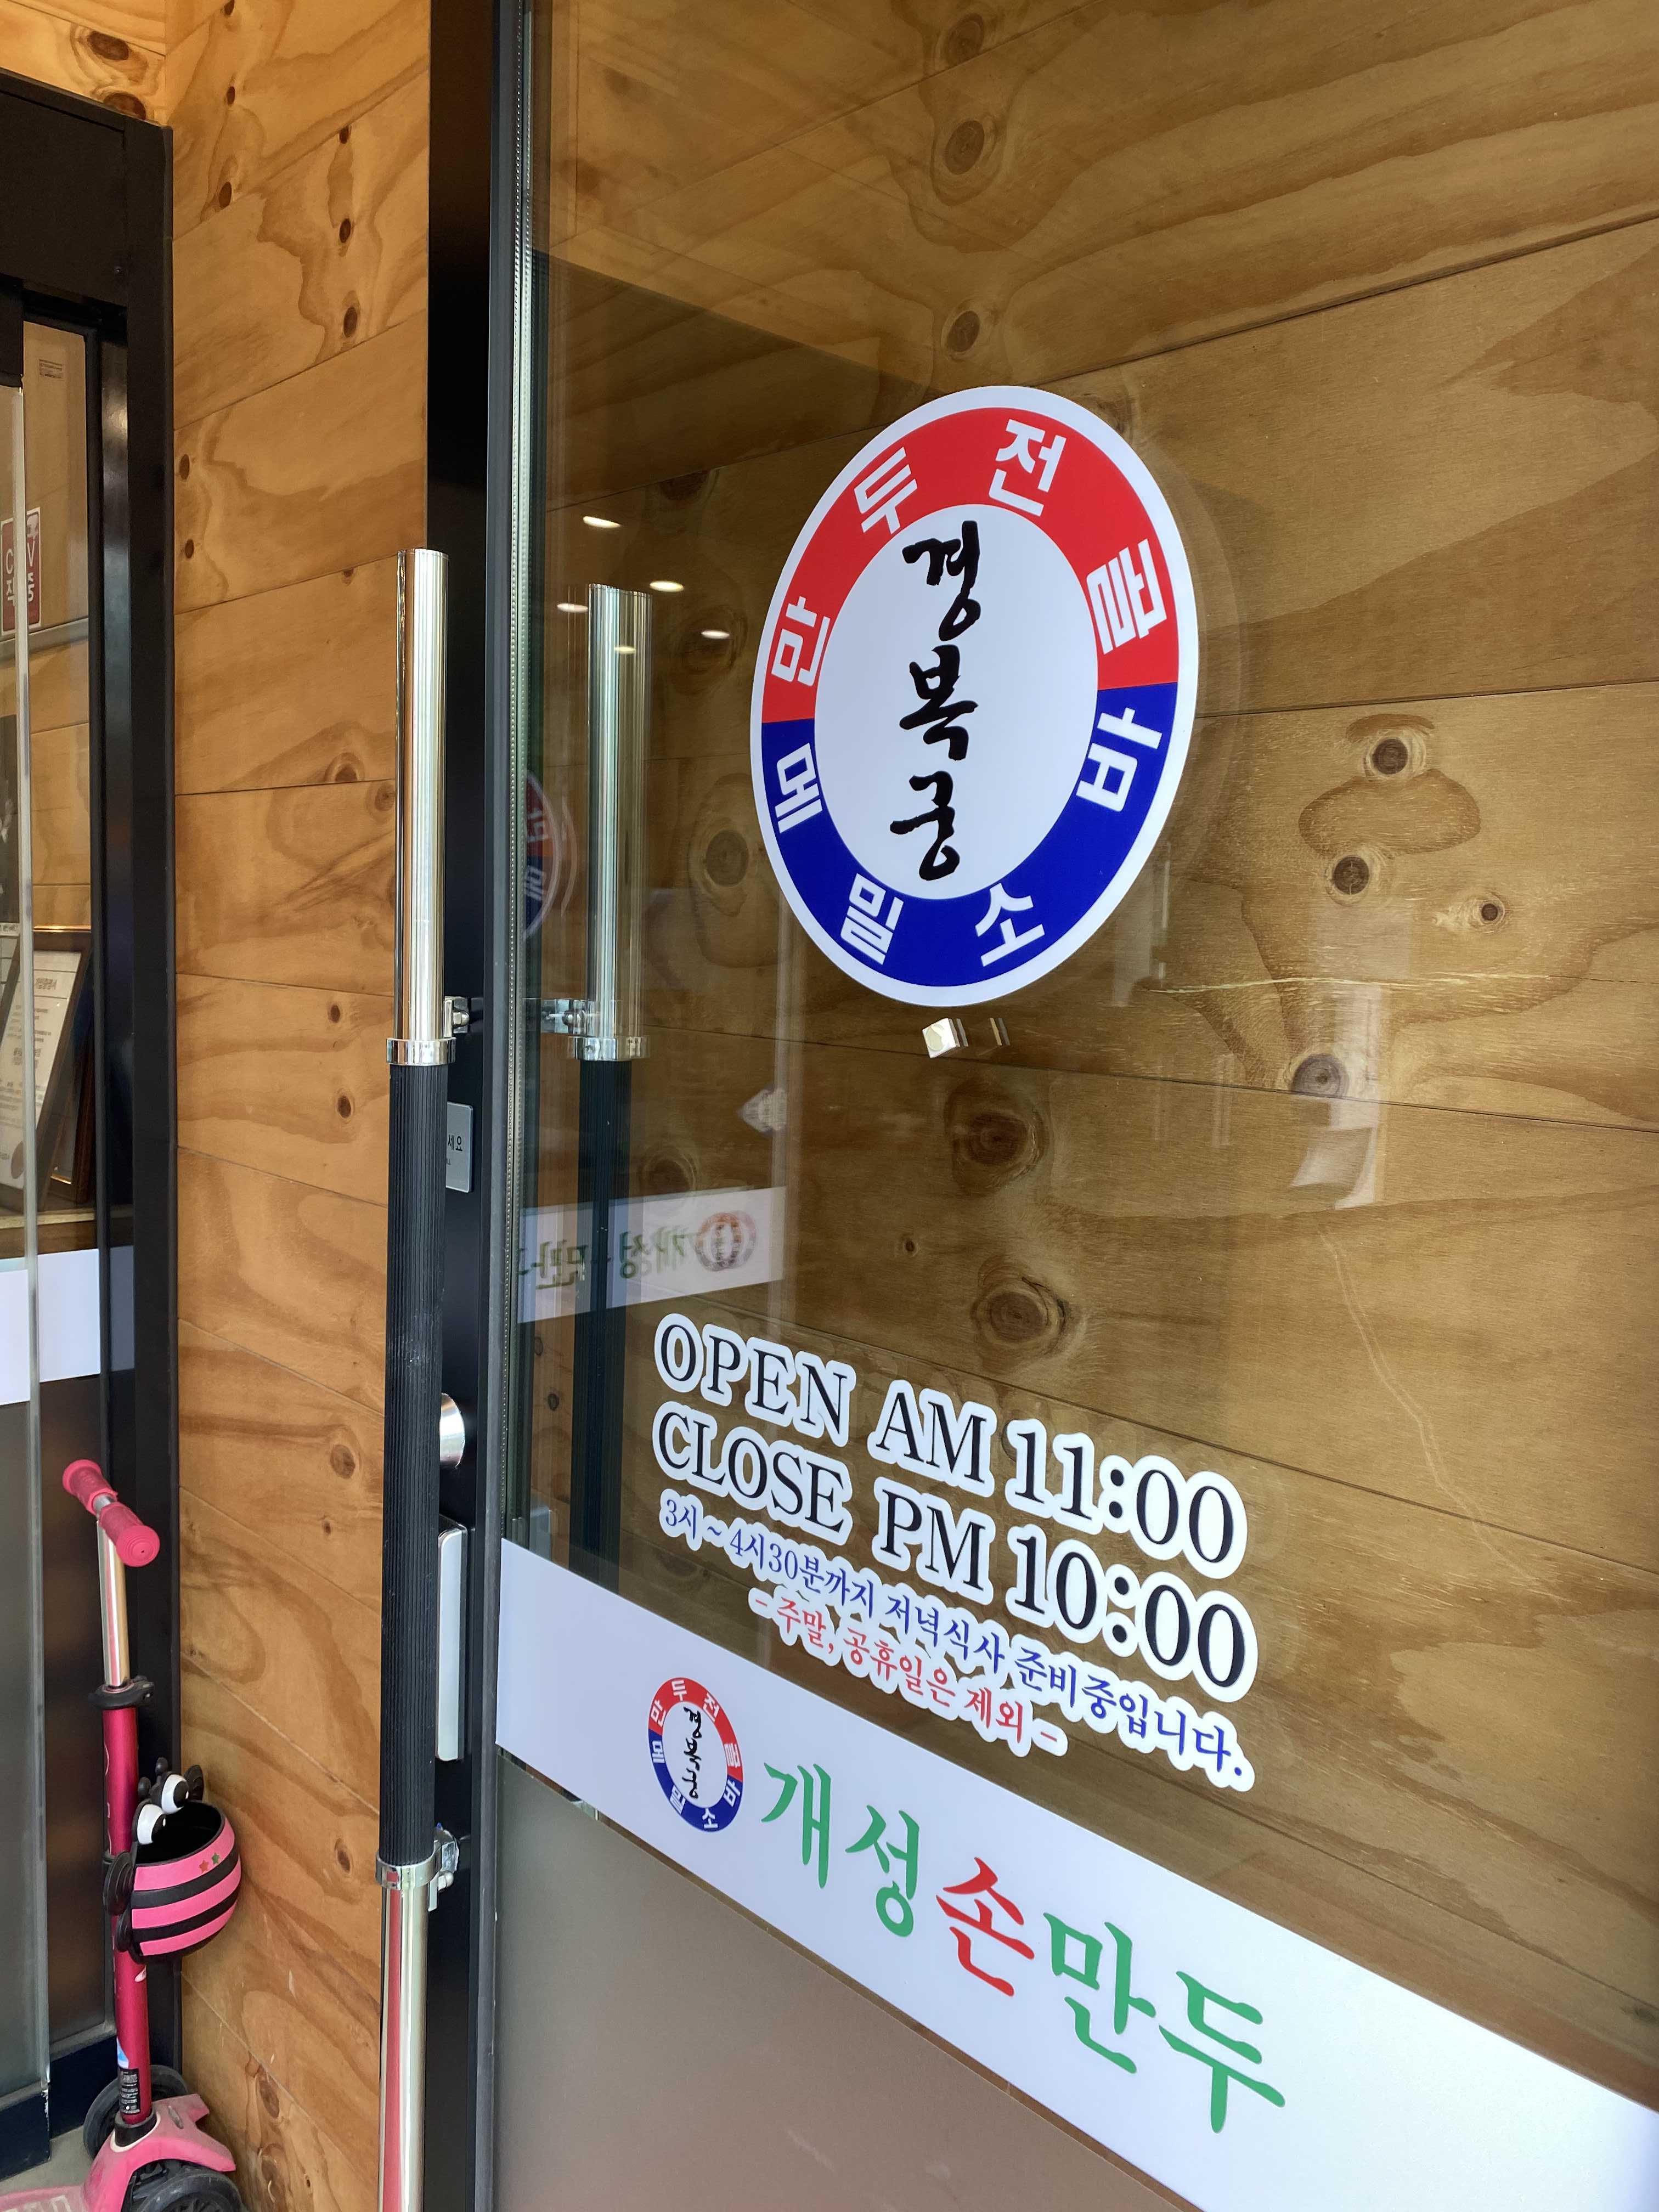 만두전골
경복궁
메밀소바
OPEN AM 11:00
CLOSE PM 10:00
3시~4시30분까지 저녁식사 준비중입니다.
- 주말, 공휴일은 제외 -
만두전골
경복궁
메밀소바
개성손만두
세요